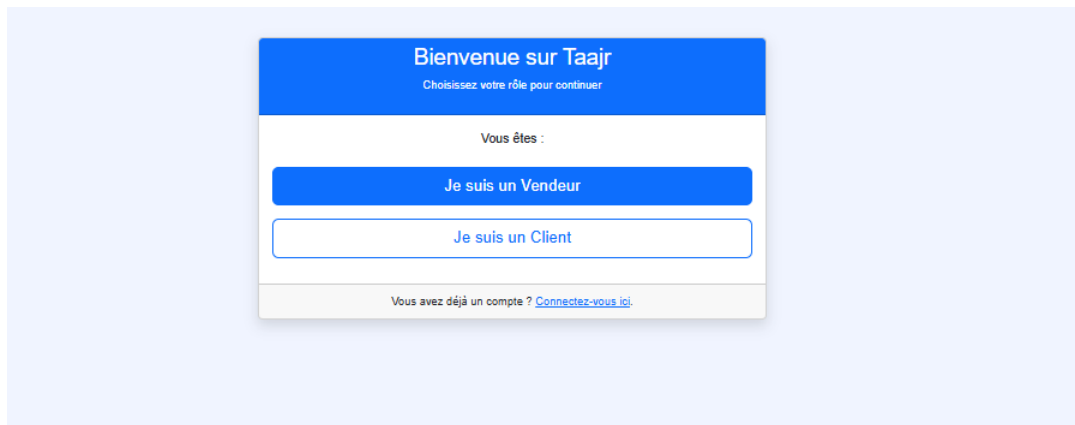 Bienvenue sur Taajr
Choisissez votre rôle pour continuer
Vous êtes :
Je suis un Vendeur
Je suis un Client
Vous avez déjà un compte ? Connectez-vous ici.